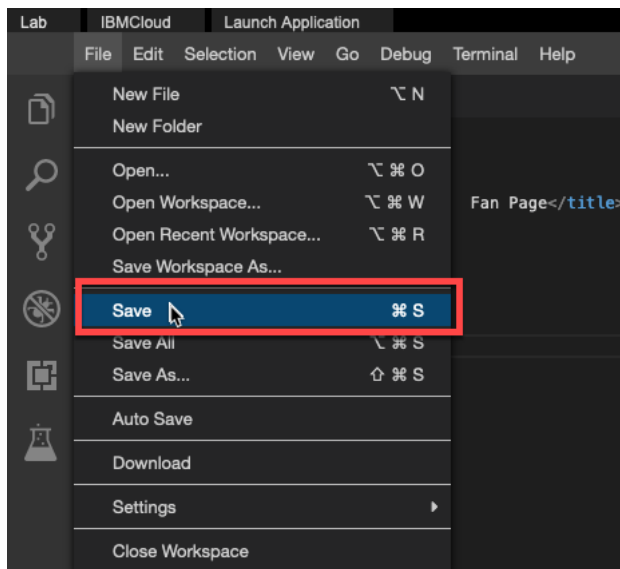 Lab IBMCloud Launch Application
File Edit Selection View Go Debug Terminal Help
New File ⌥ N
New Folder
Open... ⌥ ⌘ O
Open Workspace... ⌥ ⌘ W
Fan Page</title>
Open Recent Workspace... ⌥ ⌘ R
Save Workspace As...
Save ⌘ S
Save All ⌥ ⌘ S
Save As... ⇧ ⌘ S
Auto Save
Download
Settings
Close Workspace